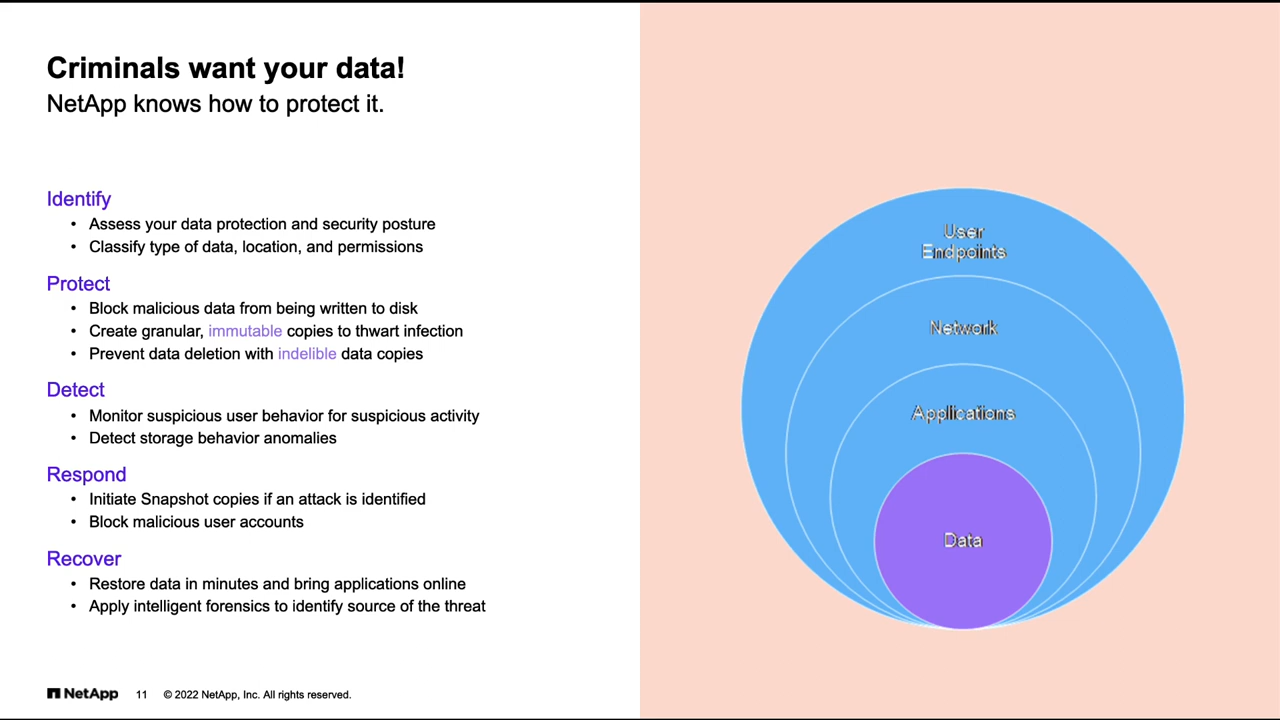 Criminals want your data!
NetApp knows how to protect it.
Identify
• Assess your data protection and security posture
• Classify type of data, location, and permissions
Protect
• Block malicious data from being written to disk
• Create granular, immutable copies to thwart infection
• Prevent data deletion with indelible data copies
Detect
• Monitor suspicious user behavior for suspicious activity
• Detect storage behavior anomalies
Respond
• Initiate Snapshot copies if an attack is identified
• Block malicious user accounts
Recover
• Restore data in minutes and bring applications online
• Apply intelligent forensics to identify source of the threat
User
Endpoints
Network
Applications
Data
NetApp 11 © 2022 NetApp, Inc. All rights reserved.